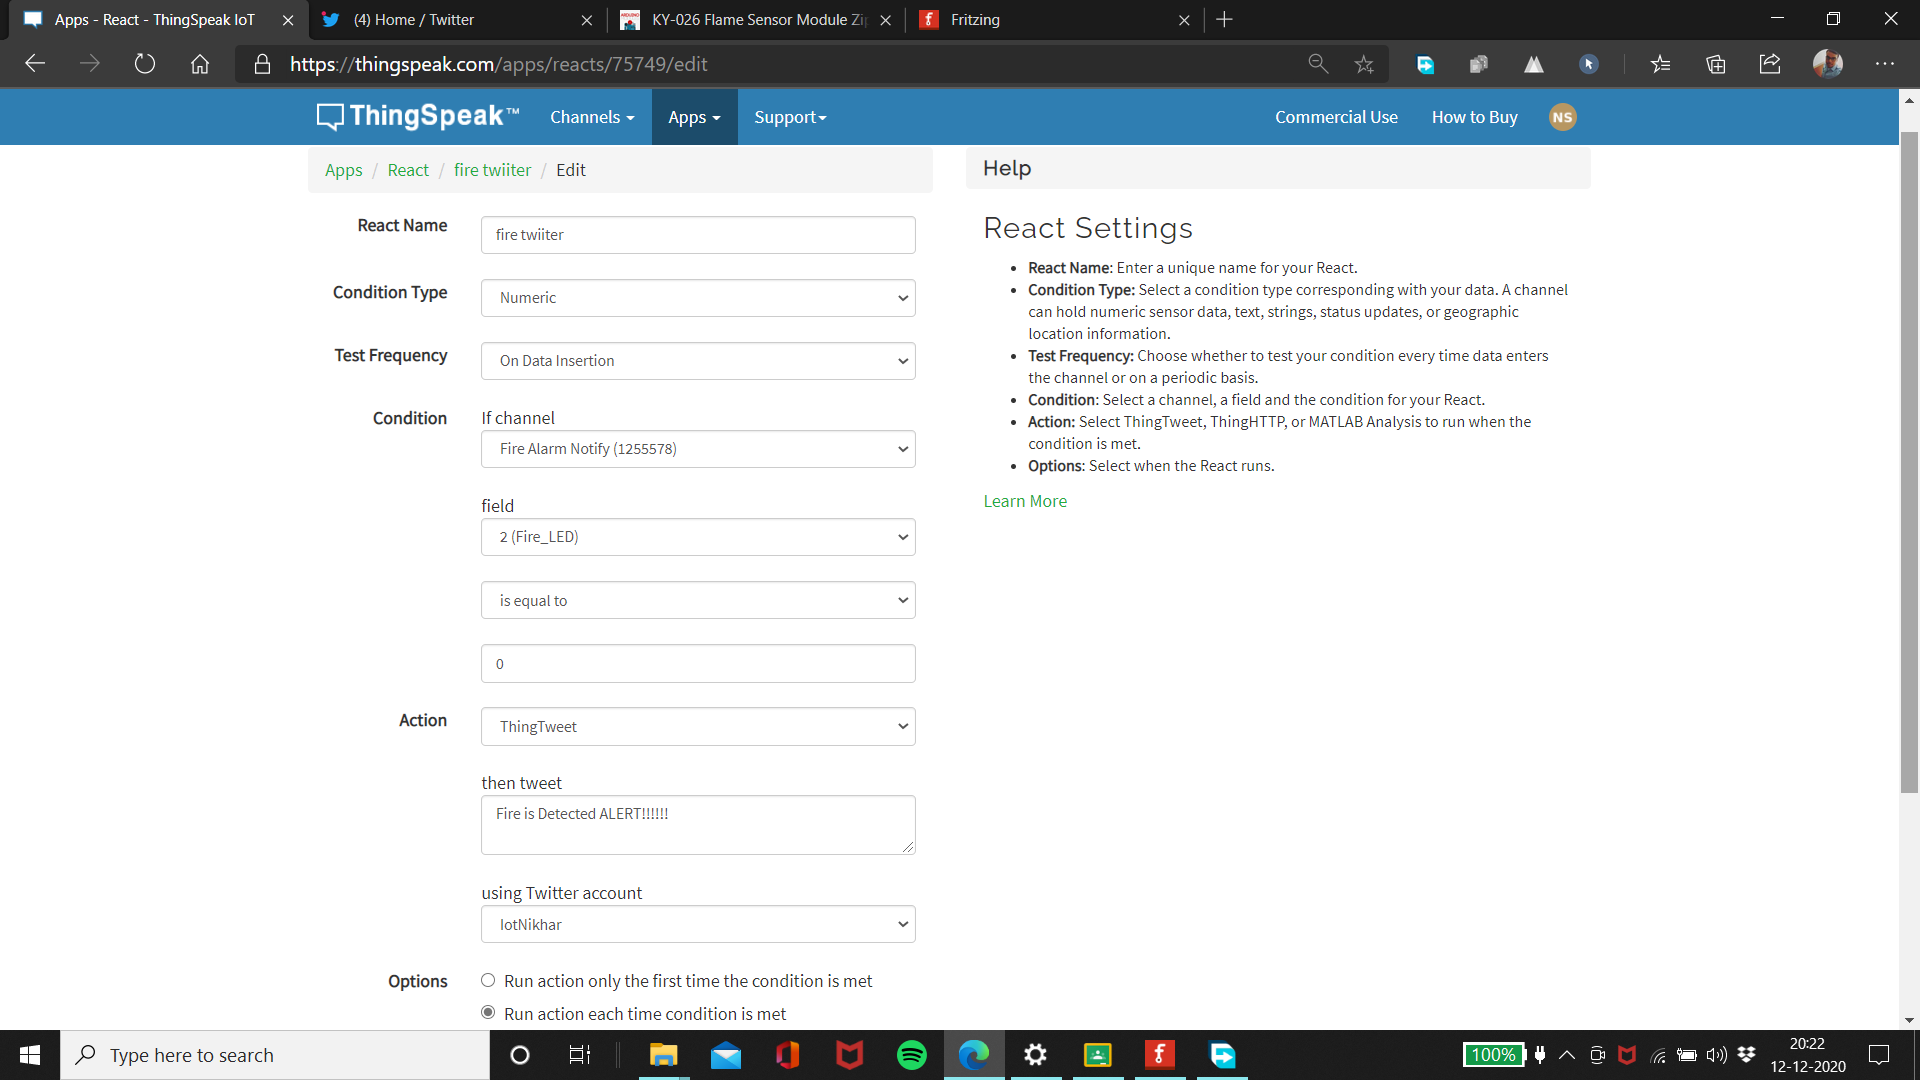 Apps - React - ThingSpeak IoT
(4) Home / Twitter
KY-026 Flame Sensor Module
Fritzing
https://thingspeak.com/apps/reacts/75749/edit
ThingSpeak™
Channels
Apps
Support
Commercial Use
How to Buy
NS
Apps / React / fire twiiter / Edit
Help
React Name
fire twiiter
Condition Type
Numeric
Test Frequency
On Data Insertion
Condition
If channel
Fire Alarm Notify (1255578)
field
2 (Fire_LED)
is equal to
0
Action
ThingTweet
then tweet
Fire is Detected ALERT!!!!!!
using Twitter account
IotNikhar
Options
Run action only the first time the condition is met
Run action each time condition is met
React Settings
React Name: Enter a unique name for your React.
Condition Type: Select a condition type corresponding with your data. A channel
can hold numeric sensor data, text, strings, status updates, or geographic
location information.
Test Frequency: Choose whether to test your condition every time data enters
the channel or on a periodic basis.
Condition: Select a channel, a field and the condition for your React.
Action: Select ThingTweet, ThingHTTP, or MATLAB Analysis to run when the
condition is met.
Options: Select when the React runs.
Learn More
Type here to search
100%
20:22
12-12-2020